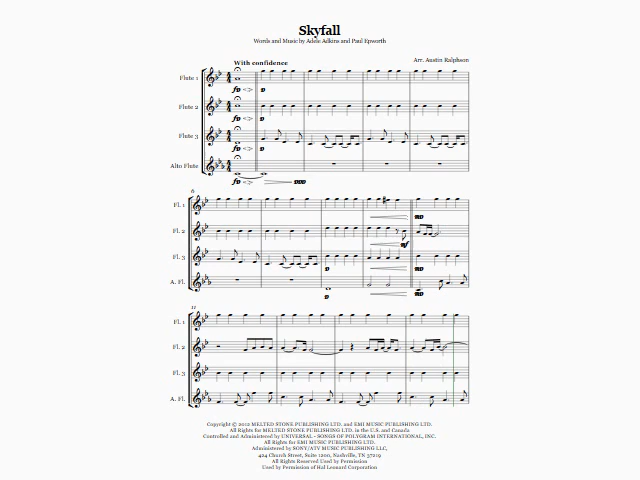 Skyfall
Words and Music by Adele Adkins and Paul Epworth
Arr. Austin Ralphson
With confidence
Flute 1
Flute 2
Flute 3
Alto Flute
6
Fl. 1
Fl. 2
Fl. 3
A. Fl.
11
Fl. 1
Fl. 2
Fl. 3
A. Fl.
Copyright © 2012 MELTED STONE PUBLISHING LTD. and EMI MUSIC PUBLISHING LTD.
All Rights for MELTED STONE PUBLISHING LTD. in the U.S. and Canada
Controlled and Administered by UNIVERSAL - SONGS OF POLYGRAM INTERNATIONAL, INC.
All Rights for EMI MUSIC PUBLISHING LTD.
Administered by SONY/ATV MUSIC PUBLISHING LLC,
424 Church Street, Suite 1200, Nashville, TN 37219
All Rights Reserved Used by Permission
Used by Permission of Hal Leonard Corporation